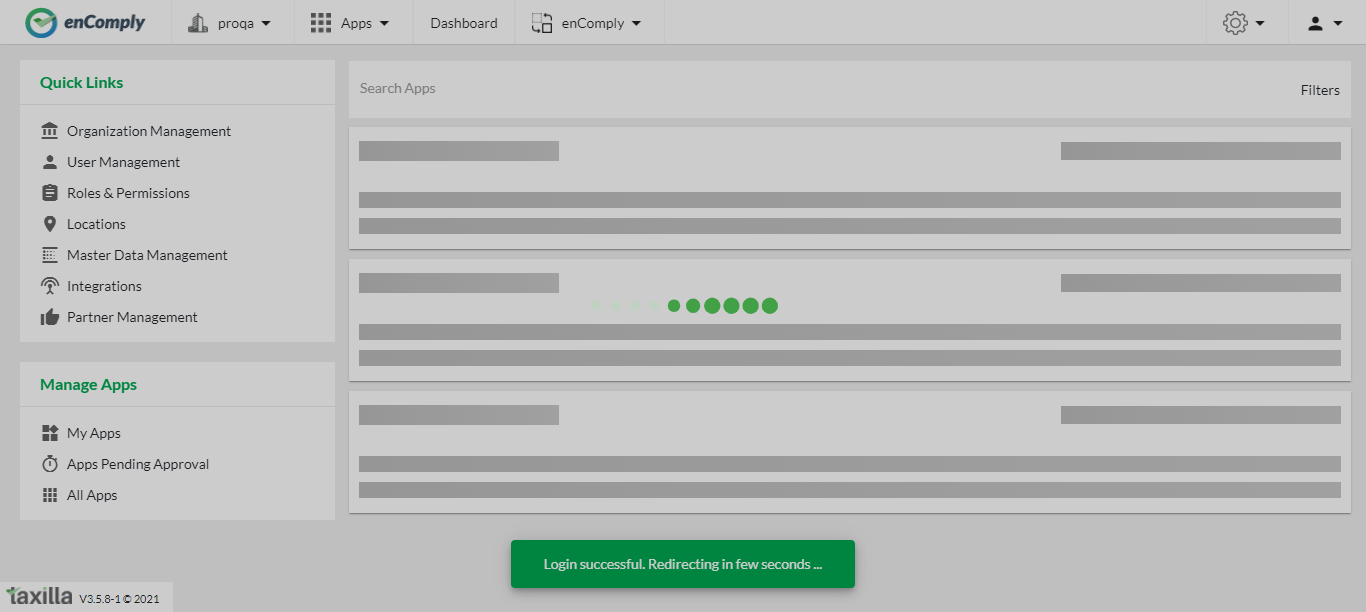 enComply
proqa
Apps
Dashboard
enComply
Quick Links
Organization Management
User Management
Roles & Permissions
Locations
Master Data Management
Integrations
Partner Management
Manage Apps
My Apps
Apps Pending Approval
All Apps
Search Apps
Filters
Login successful. Redirecting in few seconds ...
taxilla V3.5.8-1 © 2021